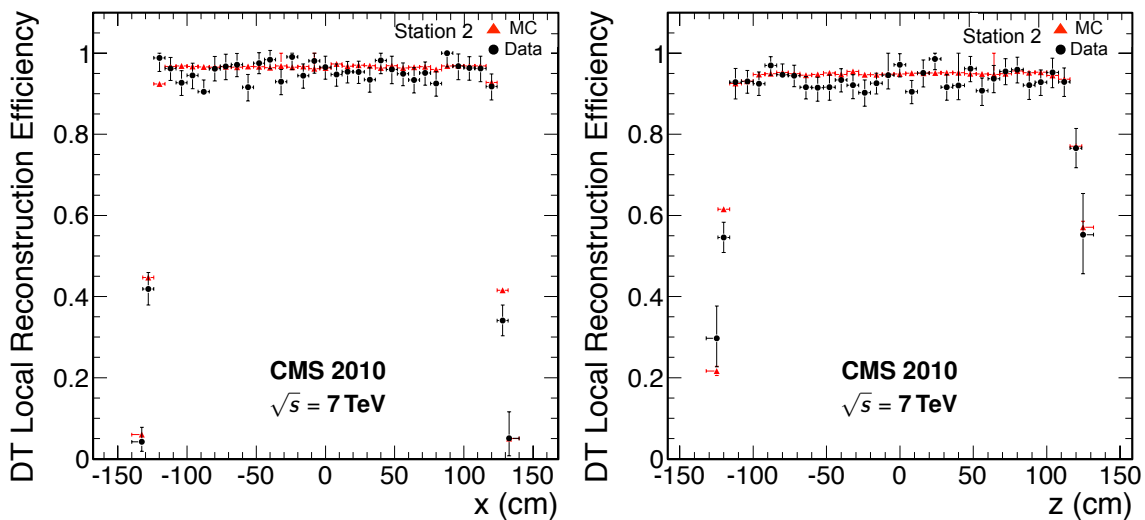 DT Local Reconstruction Efficiency
Station 2
MC
Data
1
0.8
0.6
0.4
0.2
0
CMS 2010
√s = 7 TeV
-150 -100 -50 0 50 100 150
x (cm)
DT Local Reconstruction Efficiency
Station 2
MC
Data
1
0.8
0.6
0.4
0.2
0
CMS 2010
√s = 7 TeV
-150 -100 -50 0 50 100 150
z (cm)